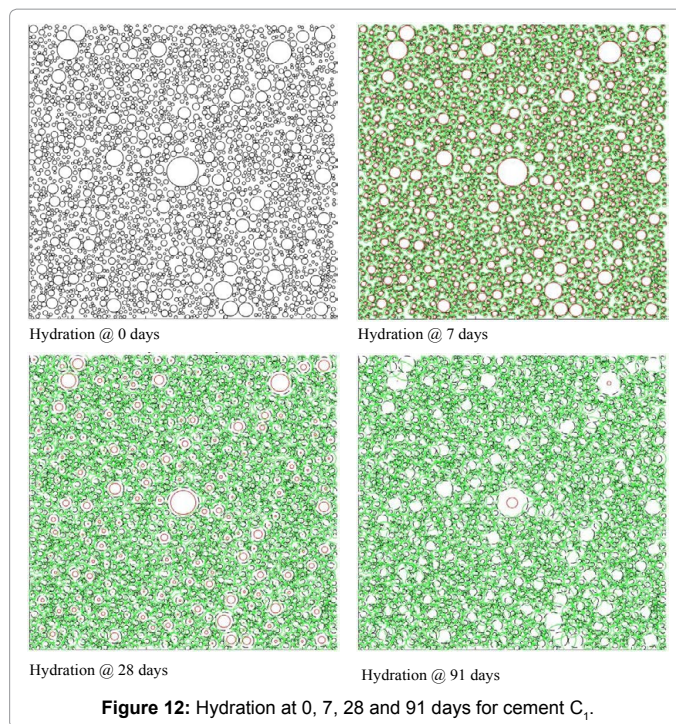 Hydration @ 0 days
Hydration @ 7 days
Hydration @ 28 days
Hydration @ 91 days
Figure 12: Hydration at 0, 7, 28 and 91 days for cement C₁.